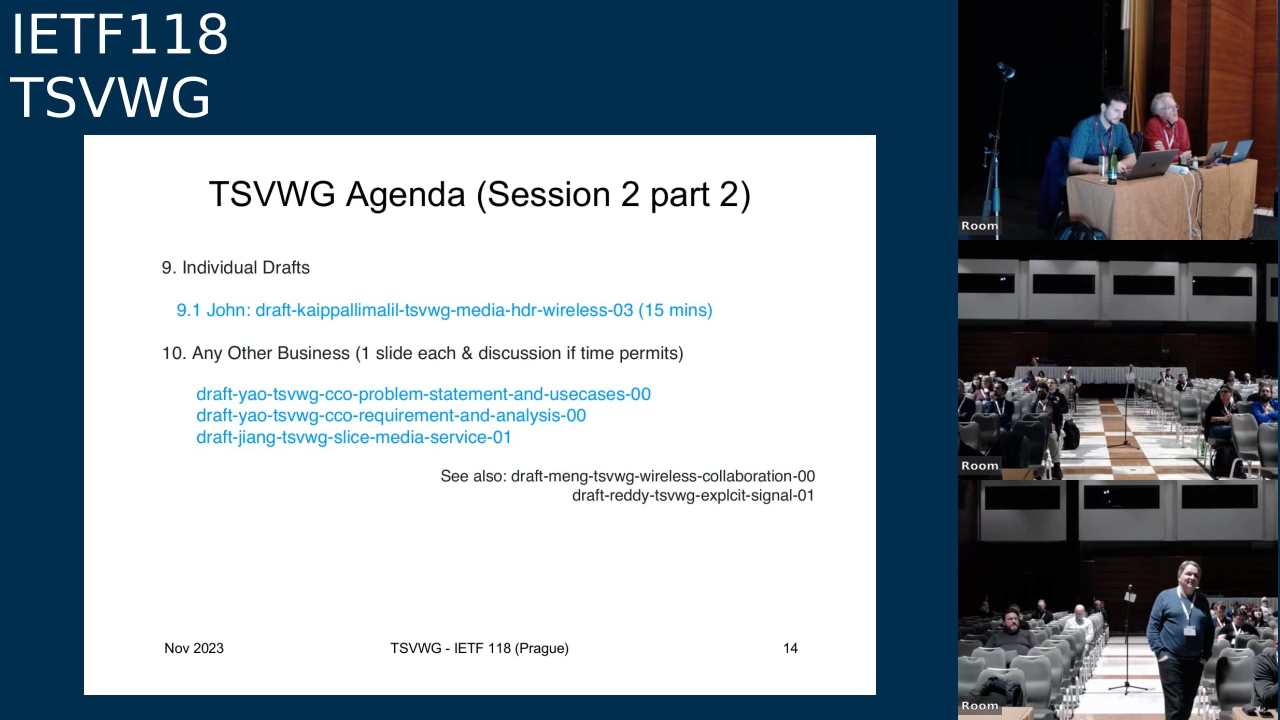 IETF118
TSVWG
TSVWG Agenda (Session 2 part 2)
9. Individual Drafts
9.1 John: draft-kaippallimalil-tsvwg-media-hdr-wireless-03 (15 mins)
10. Any Other Business (1 slide each & discussion if time permits)
draft-yao-tsvwg-cco-problem-statement-and-usecases-00
draft-yao-tsvwg-cco-requirement-and-analysis-00
draft-jiang-tsvwg-slice-media-service-01
See also: draft-meng-tsvwg-wireless-collaboration-00
draft-reddy-tsvwg-explcit-signal-01
Nov 2023
TSVWG - IETF 118 (Prague)
14
Room
Room
Room